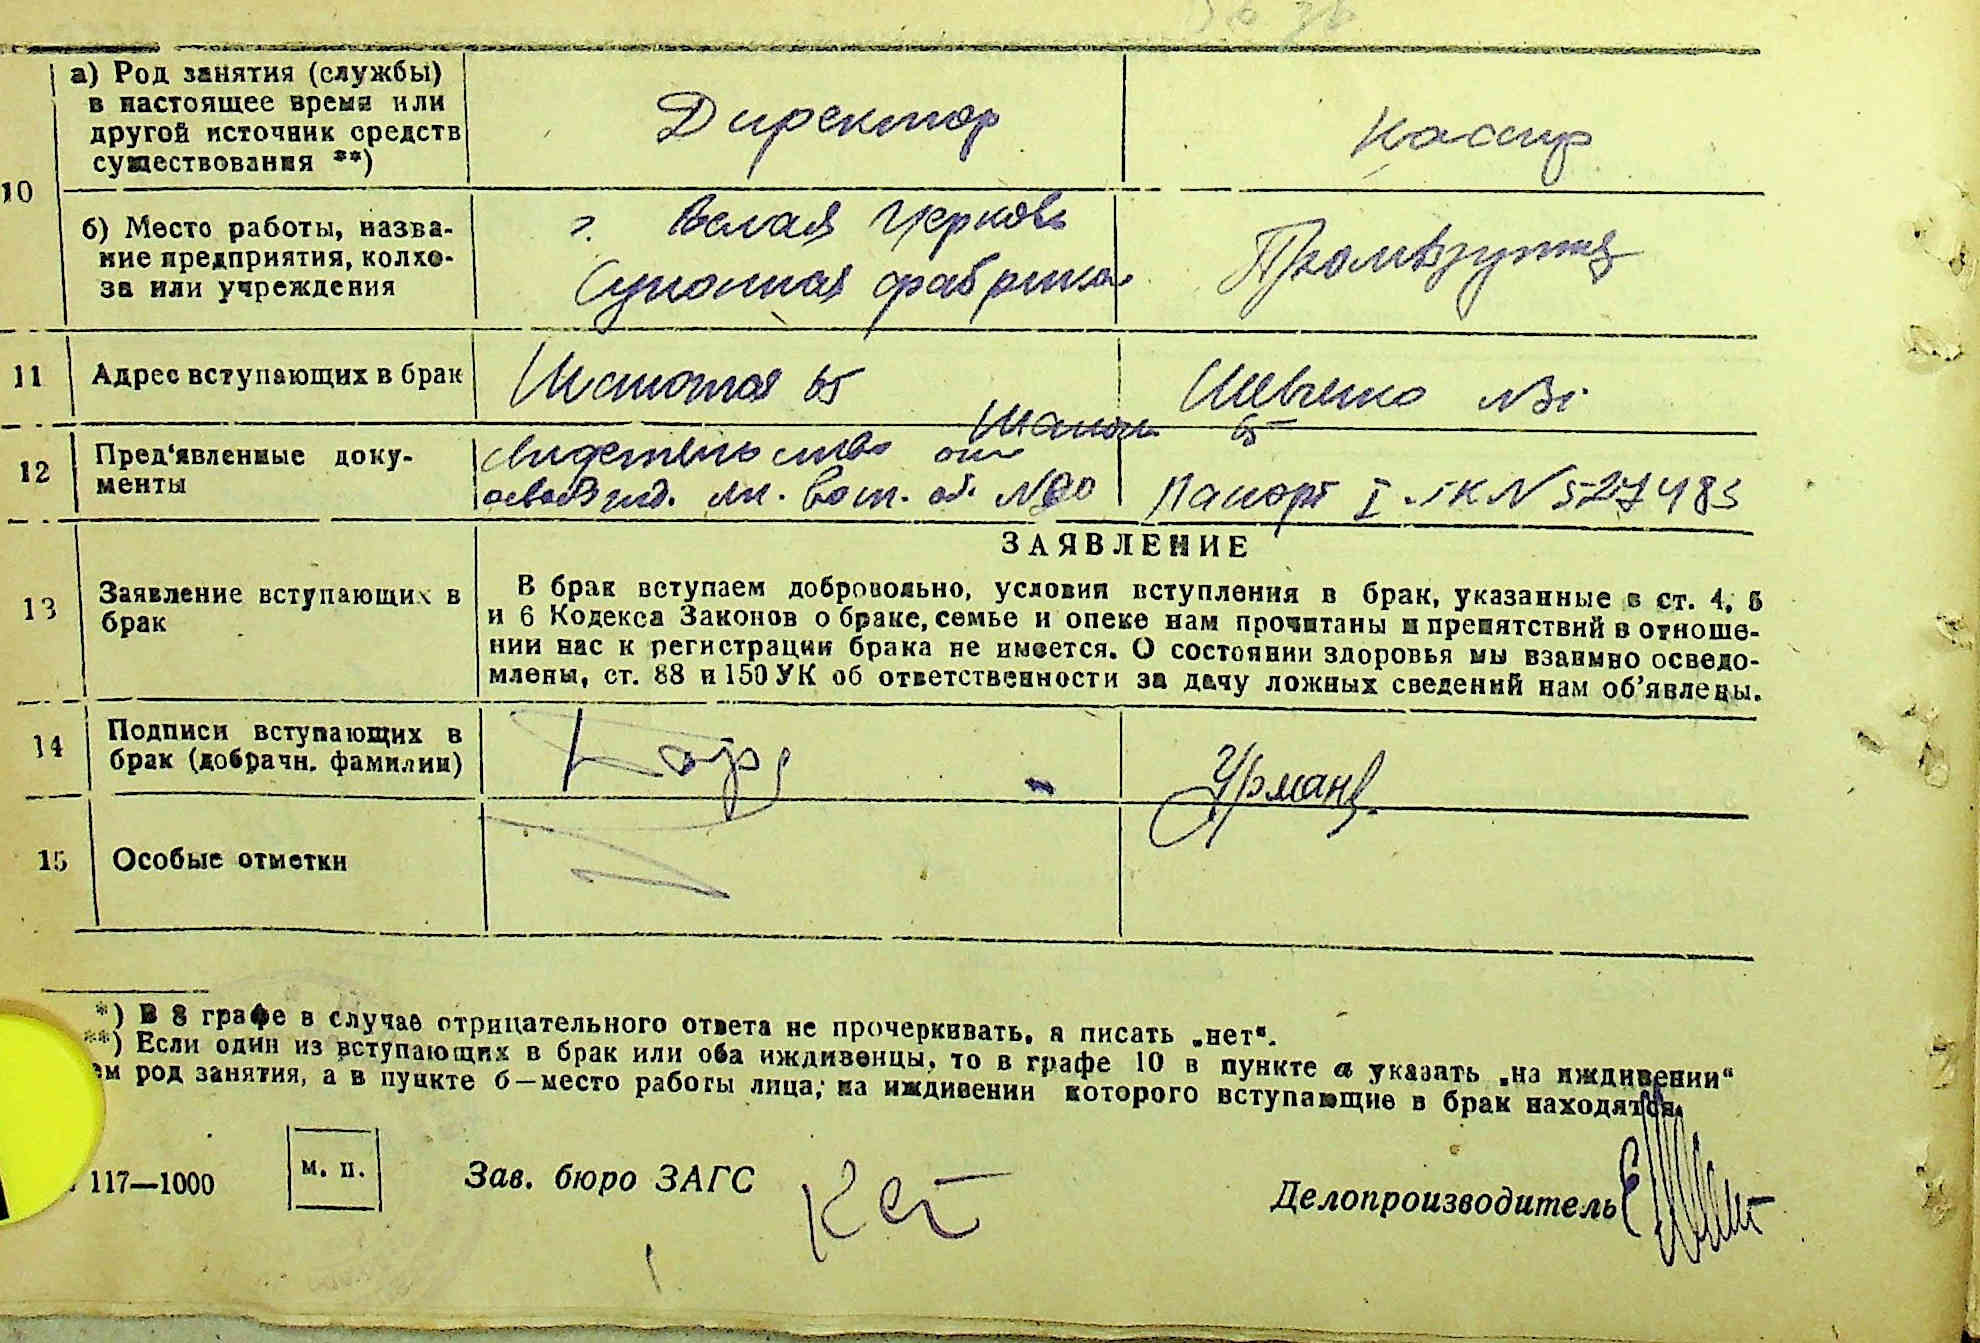 10
а) Род занятия (службы)
в настоящее время или
другой источник средств
существования **)
Директор
Кассир
б) Место работы, назва-
ние предприятия, колхо-
за или учреждения
г. Белая Церковь
Суконная фабрика
11
Адрес вступающих в брак
65
Шевченко
65
12
Пред'явленные доку-
менты
Свидетельство
Паспорт I № 527483
13
Заявление вступающих в
брак
ЗАЯВЛЕНИЕ
В брак вступаем добровольно, условия вступления в брак, указанные в ст. 4, 5
и 6 Кодекса Законов о браке, семье и опеке нам прочитаны и препятствий в отноше-
нии нас к регистрации брака не имеется. О состоянии здоровья мы взаимно осведо-
млены, ст. 88 и 150 УК об ответственности за дачу ложных сведений нам об'явлены.
14
Подписи вступающих в
брак (добрачн. фамилии)
Урман
15
Особые отметки
*) В 8 графе в случае отрицательного ответа не прочеркивать, а писать „нет“.
**) Если один из вступающих в брак или оба иждивенцы, то в графе 10 в пункте а указать „на иждивении“
ем род занятия, а в пункте б—место работы лица, на иждивении которого вступающие в брак находятся.
117—1000
м. п.
Зав. бюро ЗАГС
Делопроизводитель